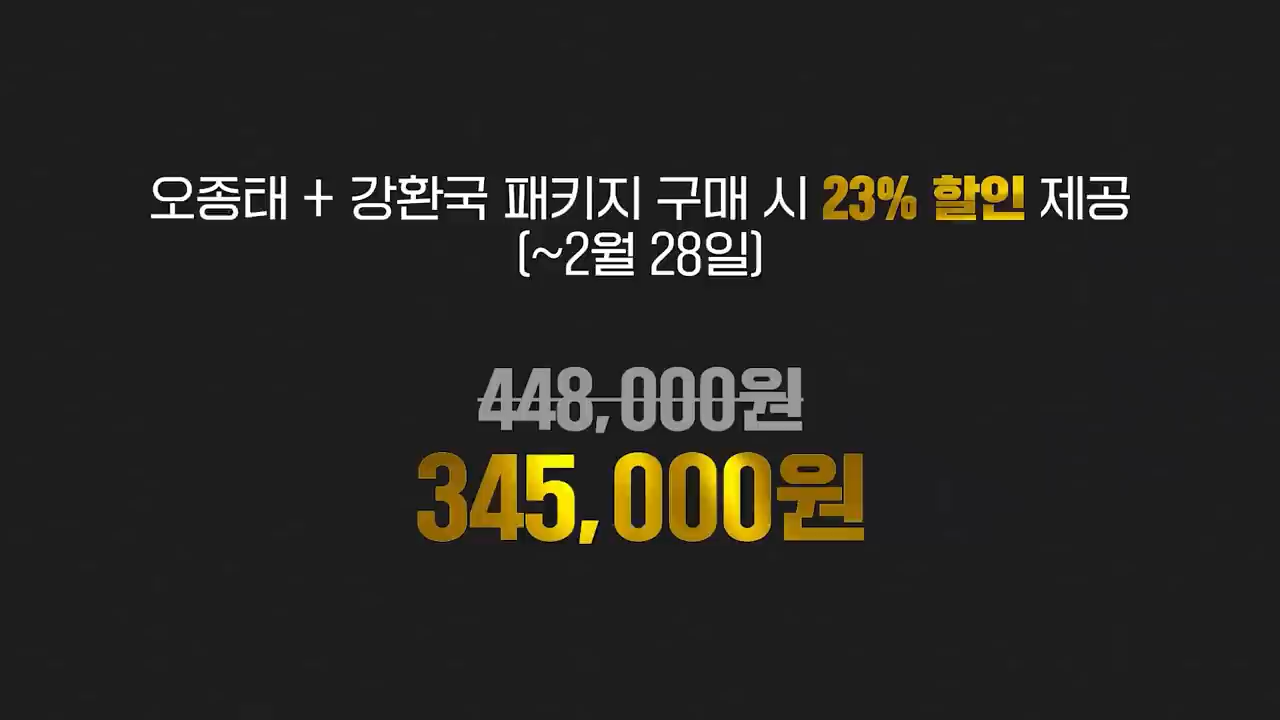 오종태 + 강환국 패키지 구매 시 23% 할인 제공
(~2월 28일)
448,000원
345,000원